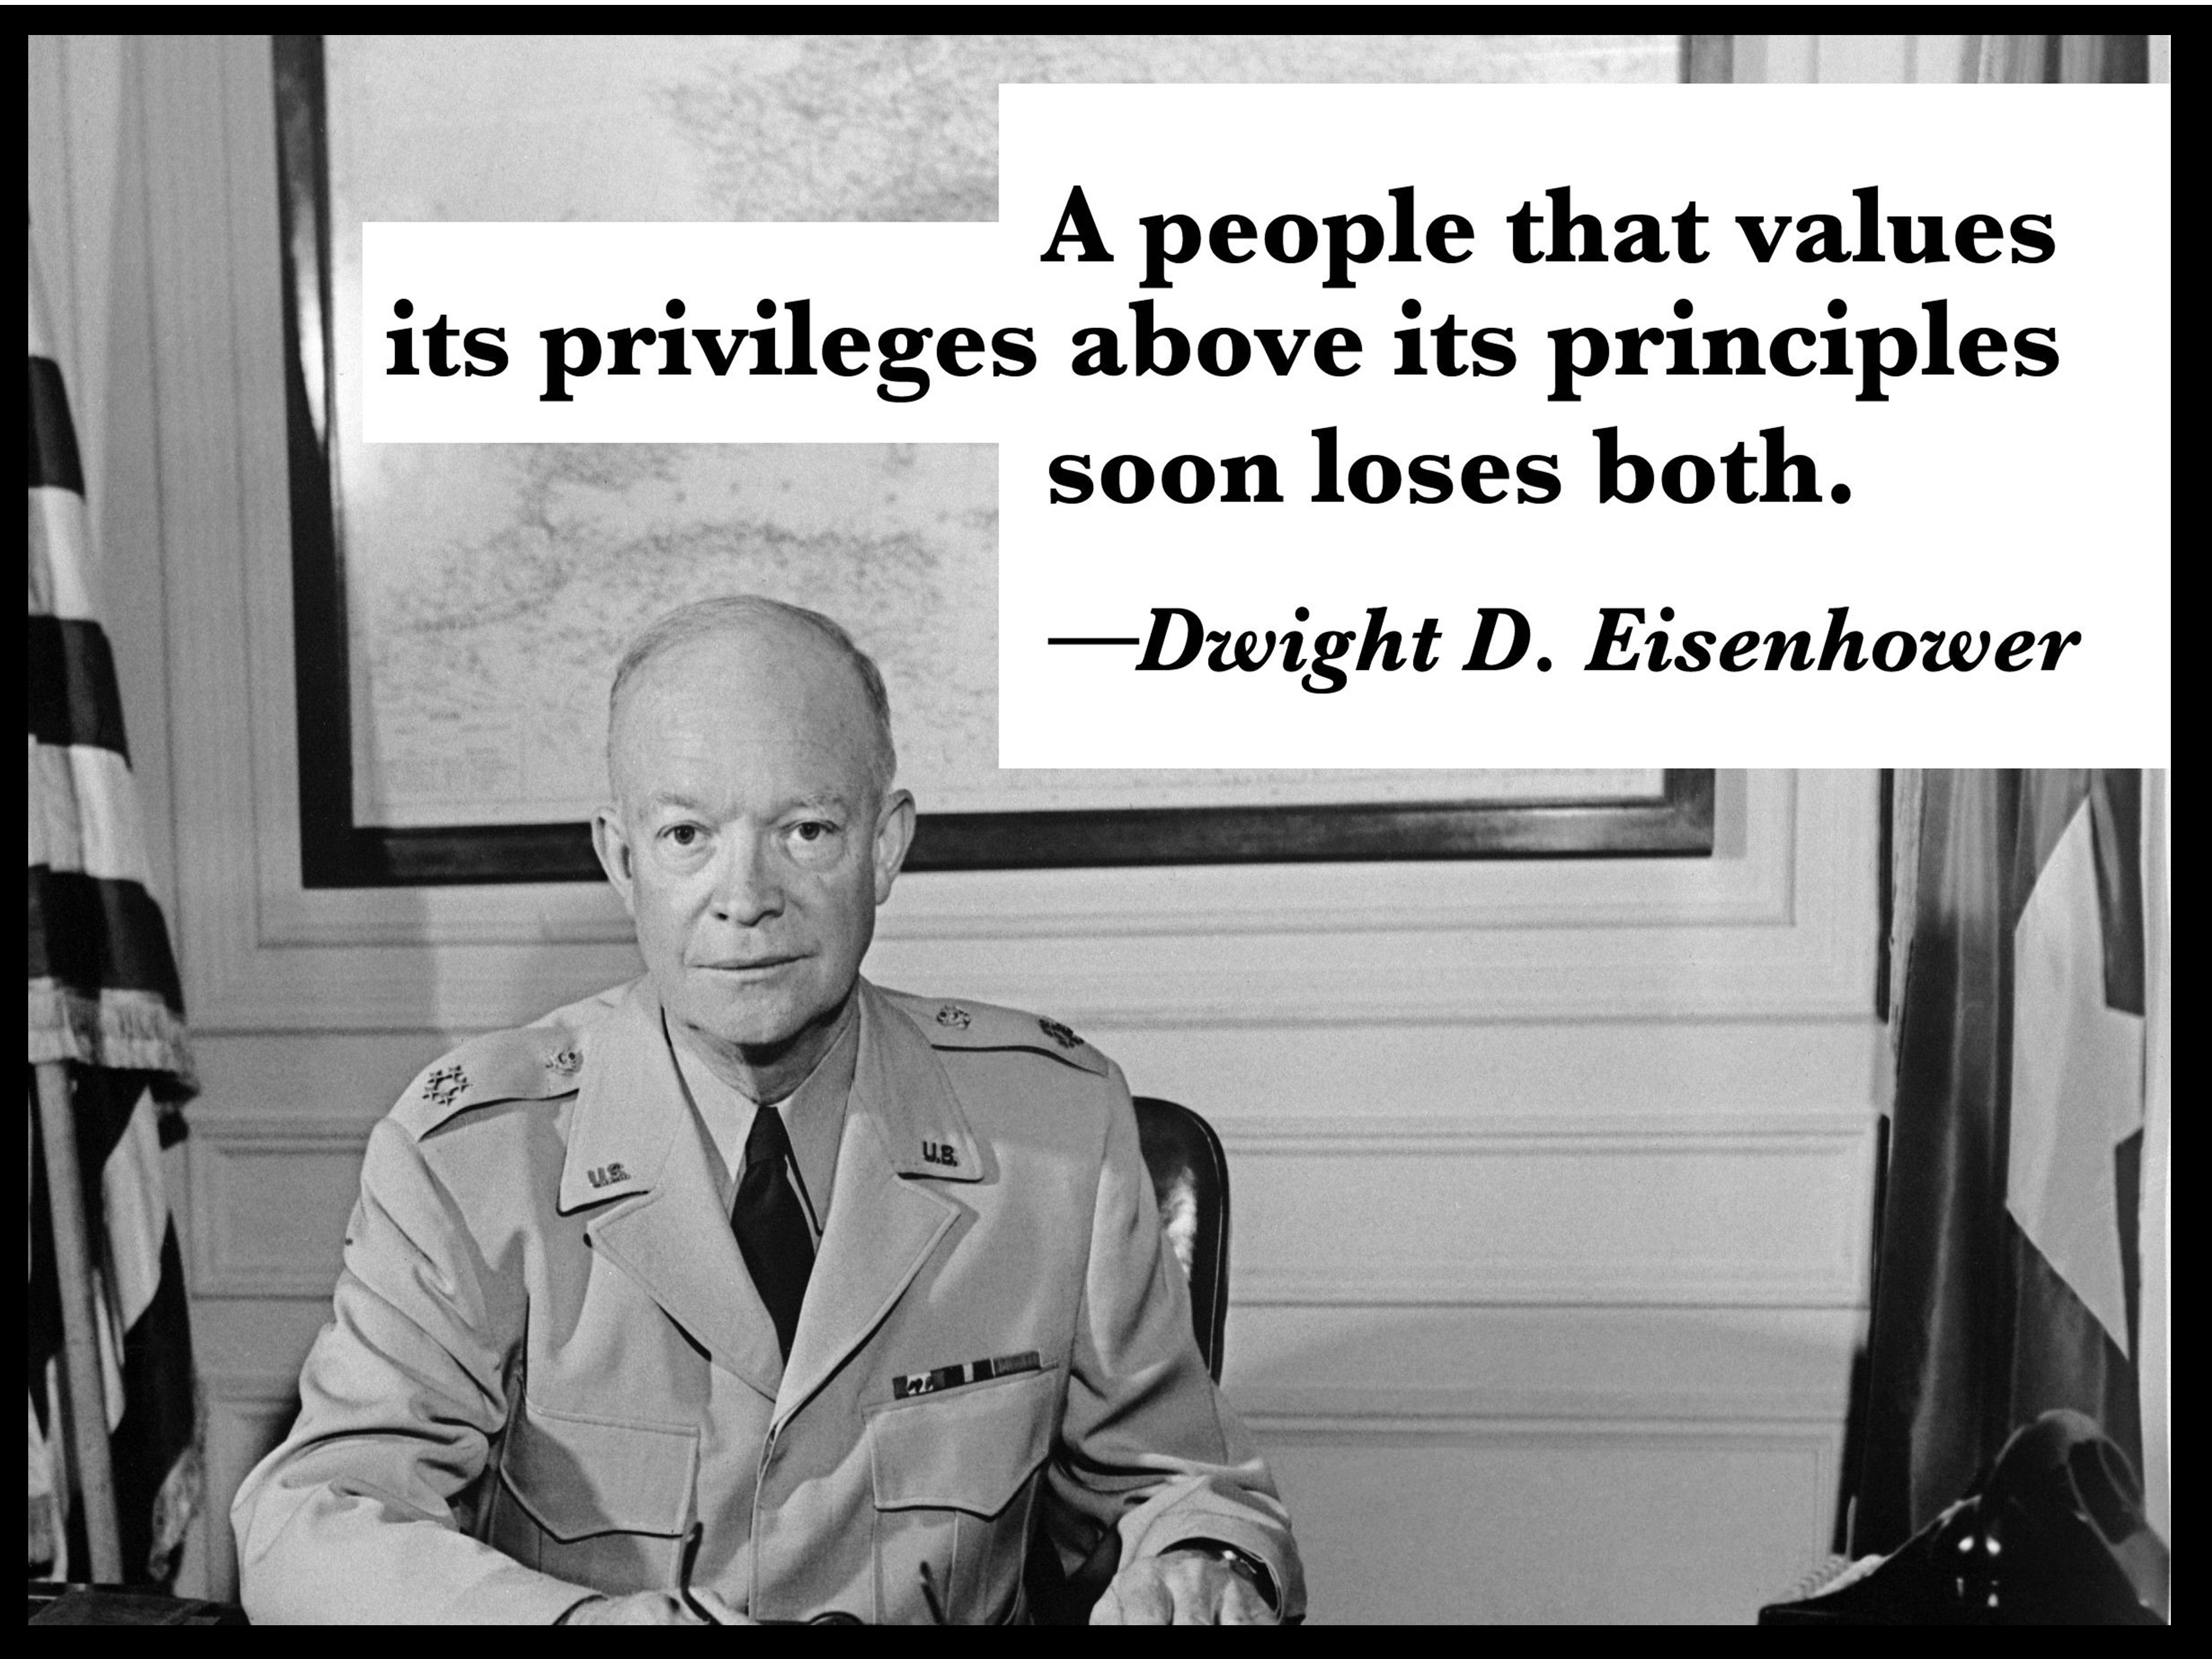 A people that values
its privileges above its principles
soon loses both.
—Dwight D. Eisenhower
U.S.
U.S.